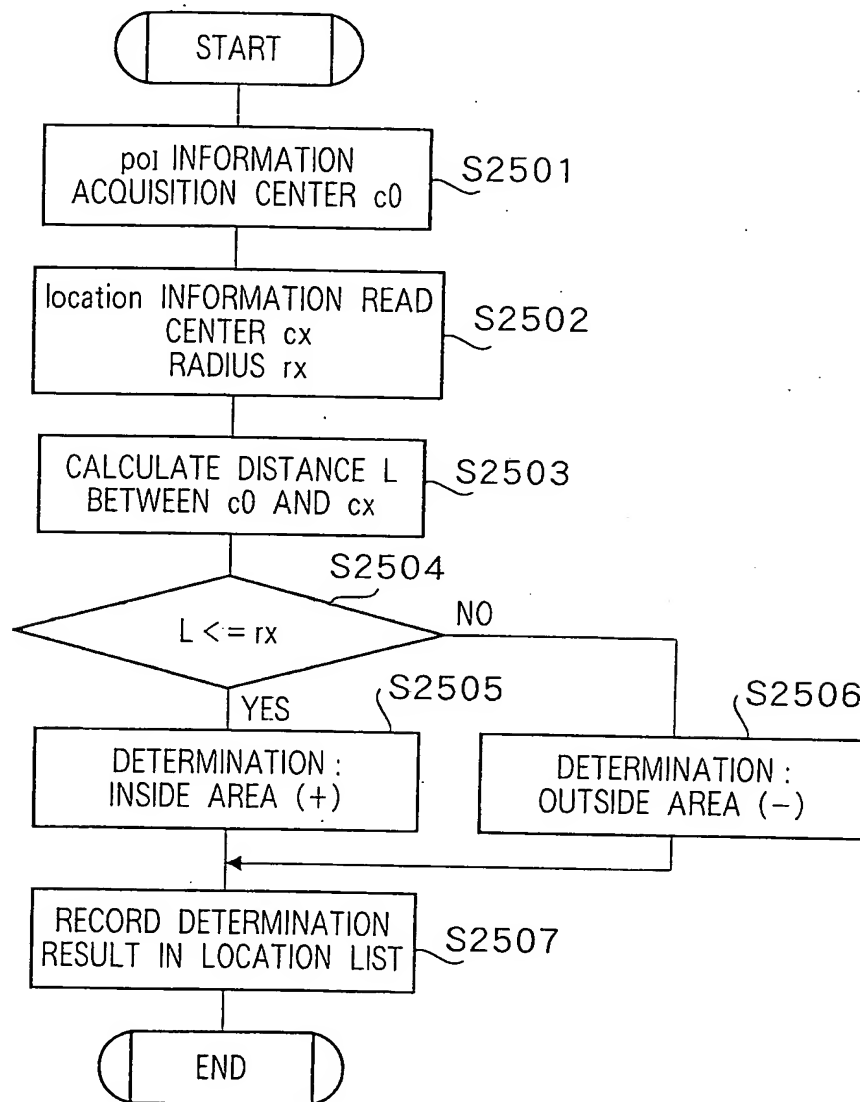 START
poI INFORMATION
ACQUISITION CENTER c0
S2501
location INFORMATION READ
CENTER cx
RADIUS rx
S2502
CALCULATE DISTANCE L
BETWEEN c0 AND cx
S2503
S2504
L <= rx
NO
YES
S2505
S2506
DETERMINATION :
INSIDE AREA (+)
DETERMINATION :
OUTSIDE AREA (−)
RECORD DETERMINATION
RESULT IN LOCATION LIST
S2507
END